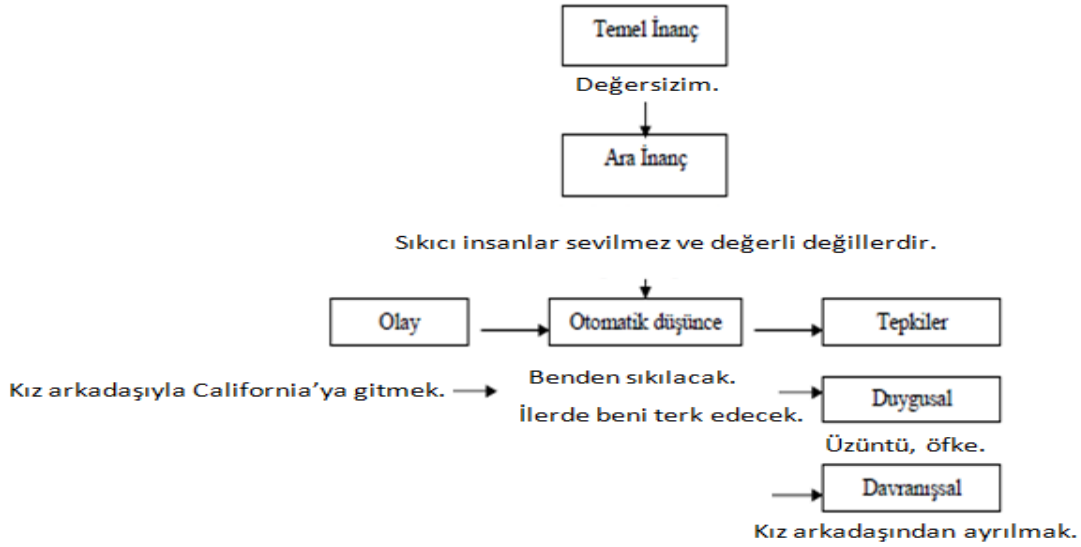 Temel İnanç
Değersizim.
Ara İnanç
Sıkıcı insanlar sevilmez ve değerli değillerdir.
Olay
Otomatik düşünce
Tepkiler
Kız arkadaşıyla California’ya gitmek.
Benden sıkılacak.
İlerde beni terk edecek.
Duygusal
Üzüntü, öfke.
Davranışsal
Kız arkadaşından ayrılmak.